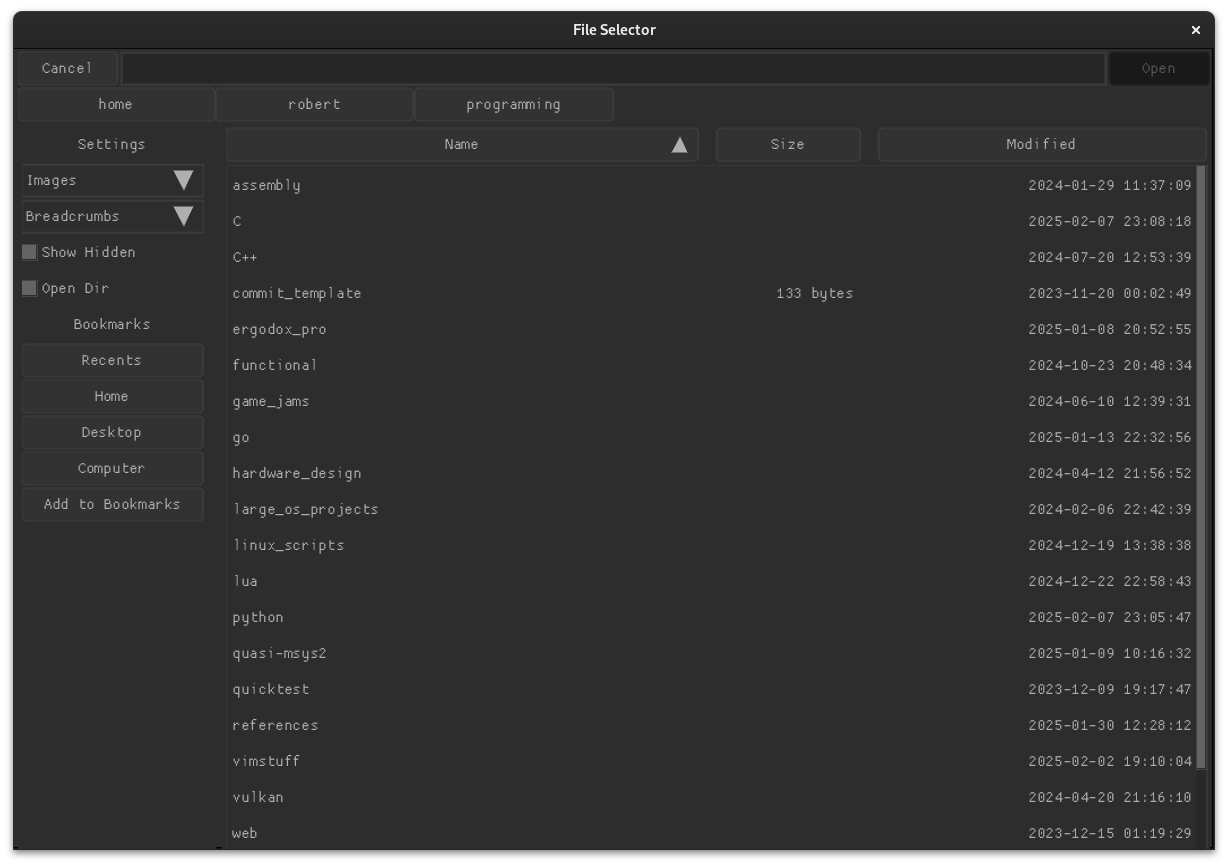 File Selector ×
Cancel Open
home robert programming
Settings Name ▲ Size Modified
Images ▼
Breadcrumbs ▼
Show Hidden
Open Dir
Bookmarks
Recents
Home
Desktop
Computer
Add to Bookmarks
assembly 2024-01-29 11:37:09
C 2025-02-07 23:08:18
C++ 2024-07-20 12:53:39
commit_template 133 bytes 2023-11-20 00:02:49
ergodox_pro 2025-01-08 20:52:55
functional 2024-10-23 20:48:34
game_jams 2024-06-10 12:39:31
go 2025-01-13 22:32:56
hardware_design 2024-04-12 21:56:52
large_os_projects 2024-02-06 22:42:39
linux_scripts 2024-12-19 13:38:38
lua 2024-12-22 22:58:43
python 2025-02-07 23:05:47
quasi-msys2 2025-01-09 10:16:32
quicktest 2023-12-09 19:17:47
references 2025-01-30 12:28:12
vimstuff 2025-02-02 19:10:04
vulkan 2024-04-20 21:16:10
web 2023-12-15 01:19:29